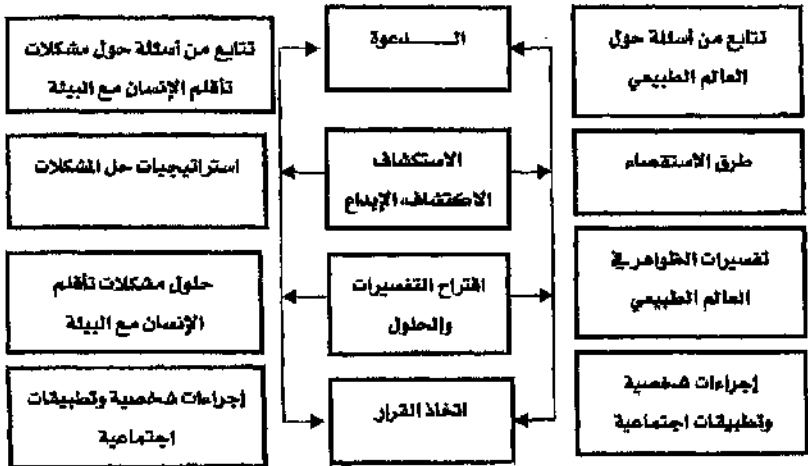 تتابع من أسئلة حول
العالم الطبيعي
الـدعوة
تتابع من أسئلة حول مشكلات
تأقلم الإنسان مع البيئة
طرق الاستقصاء
الاستكشاف
الاكتشاف، الإبداع
استراتيجيات حل المشكلات
تفسيرات الظواهر في
العالم الطبيعي
اقتراح التفسيرات
والحلول
حلول مشكلات تأقلم
الإنسان مع البيئة
إجراءات شخصية
وتطبيقات اجتماعية
اتخاذ القرار
إجراءات شخصية وتطبيقات
اجتماعية